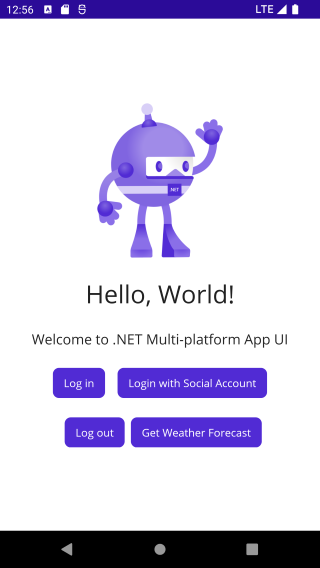 12:56
LTE
.NET
Hello, World!
Welcome to .NET Multi-platform App UI
Log in
Login with Social Account
Log out
Get Weather Forecast